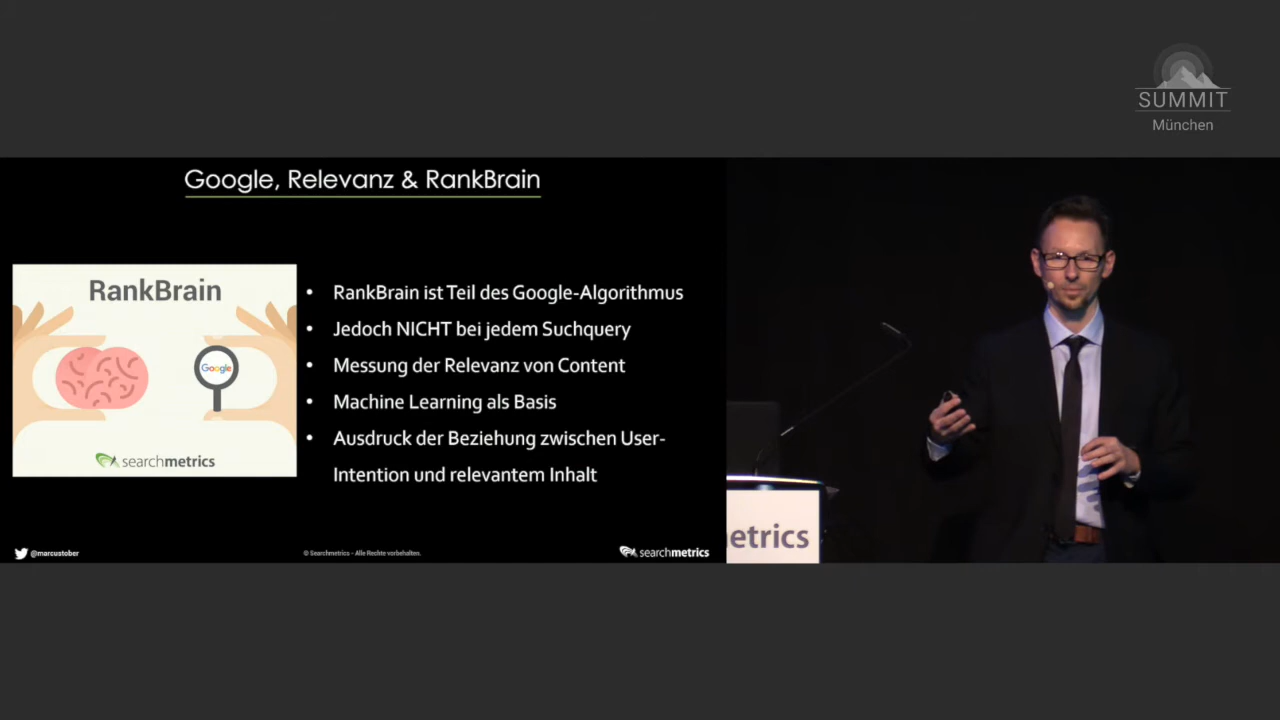 SUMMIT
München
Google, Relevanz & RankBrain
RankBrain
Google
searchmetrics
• RankBrain ist Teil des Google-Algorithmus
• Jedoch NICHT bei jedem Suchquery
• Messung der Relevanz von Content
• Machine Learning als Basis
• Ausdruck der Beziehung zwischen User-
Intention und relevantem Inhalt
@marcustober
© Searchmetrics - Alle Rechte vorbehalten.
searchmetrics
etrics